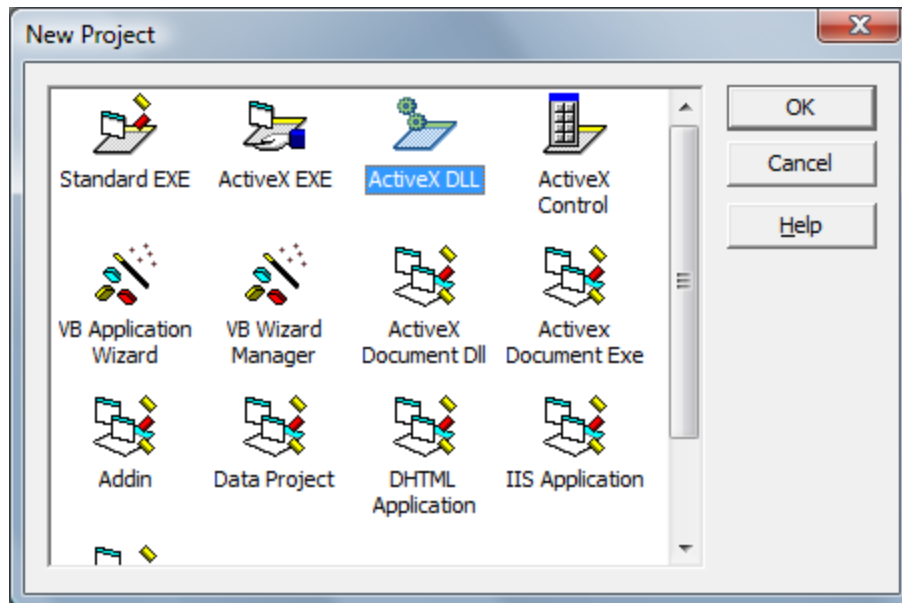 New Project
Standard EXE
ActiveX EXE
ActiveX DLL
ActiveX
Control
VB Application
Wizard
VB Wizard
Manager
ActiveX
Document Dll
Activex
Document Exe
Addin
Data Project
DHTML
Application
IIS Application
OK
Cancel
Help